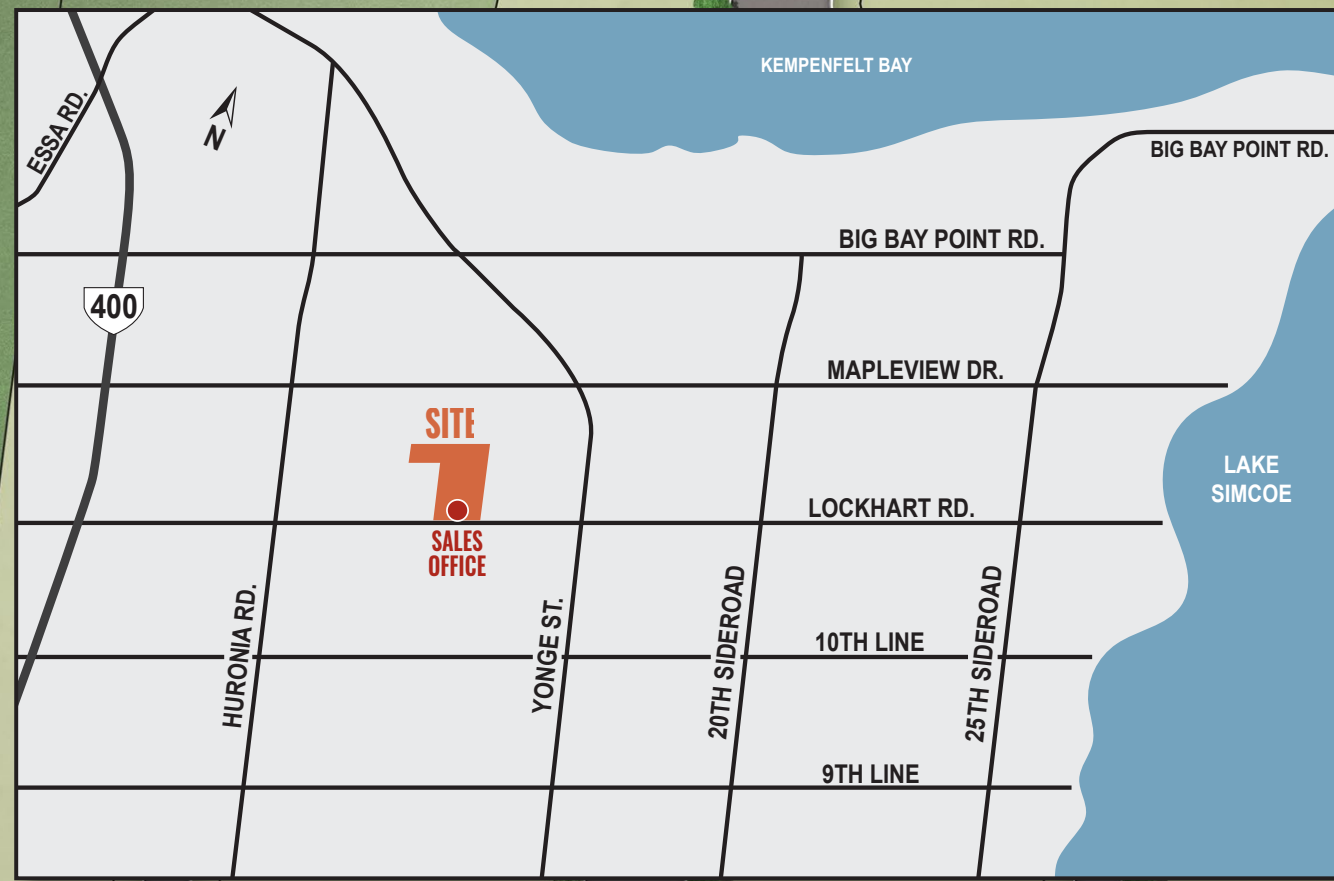 KEMPENFELT BAY
ESSA RD.
N
BIG BAY POINT RD.
BIG BAY POINT RD.
400
MAPLEVIEW DR.
SITE
LAKE
SIMCOE
LOCKHART RD.
SALES
OFFICE
HURONIA RD.
YONGE ST.
20TH SIDEROAD
25TH SIDEROAD
10TH LINE
9TH LINE